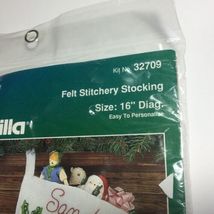 Kit No. 32709
Felt Stitchery Stocking
Size: 16" Diag.
Easy To Personalize
illa